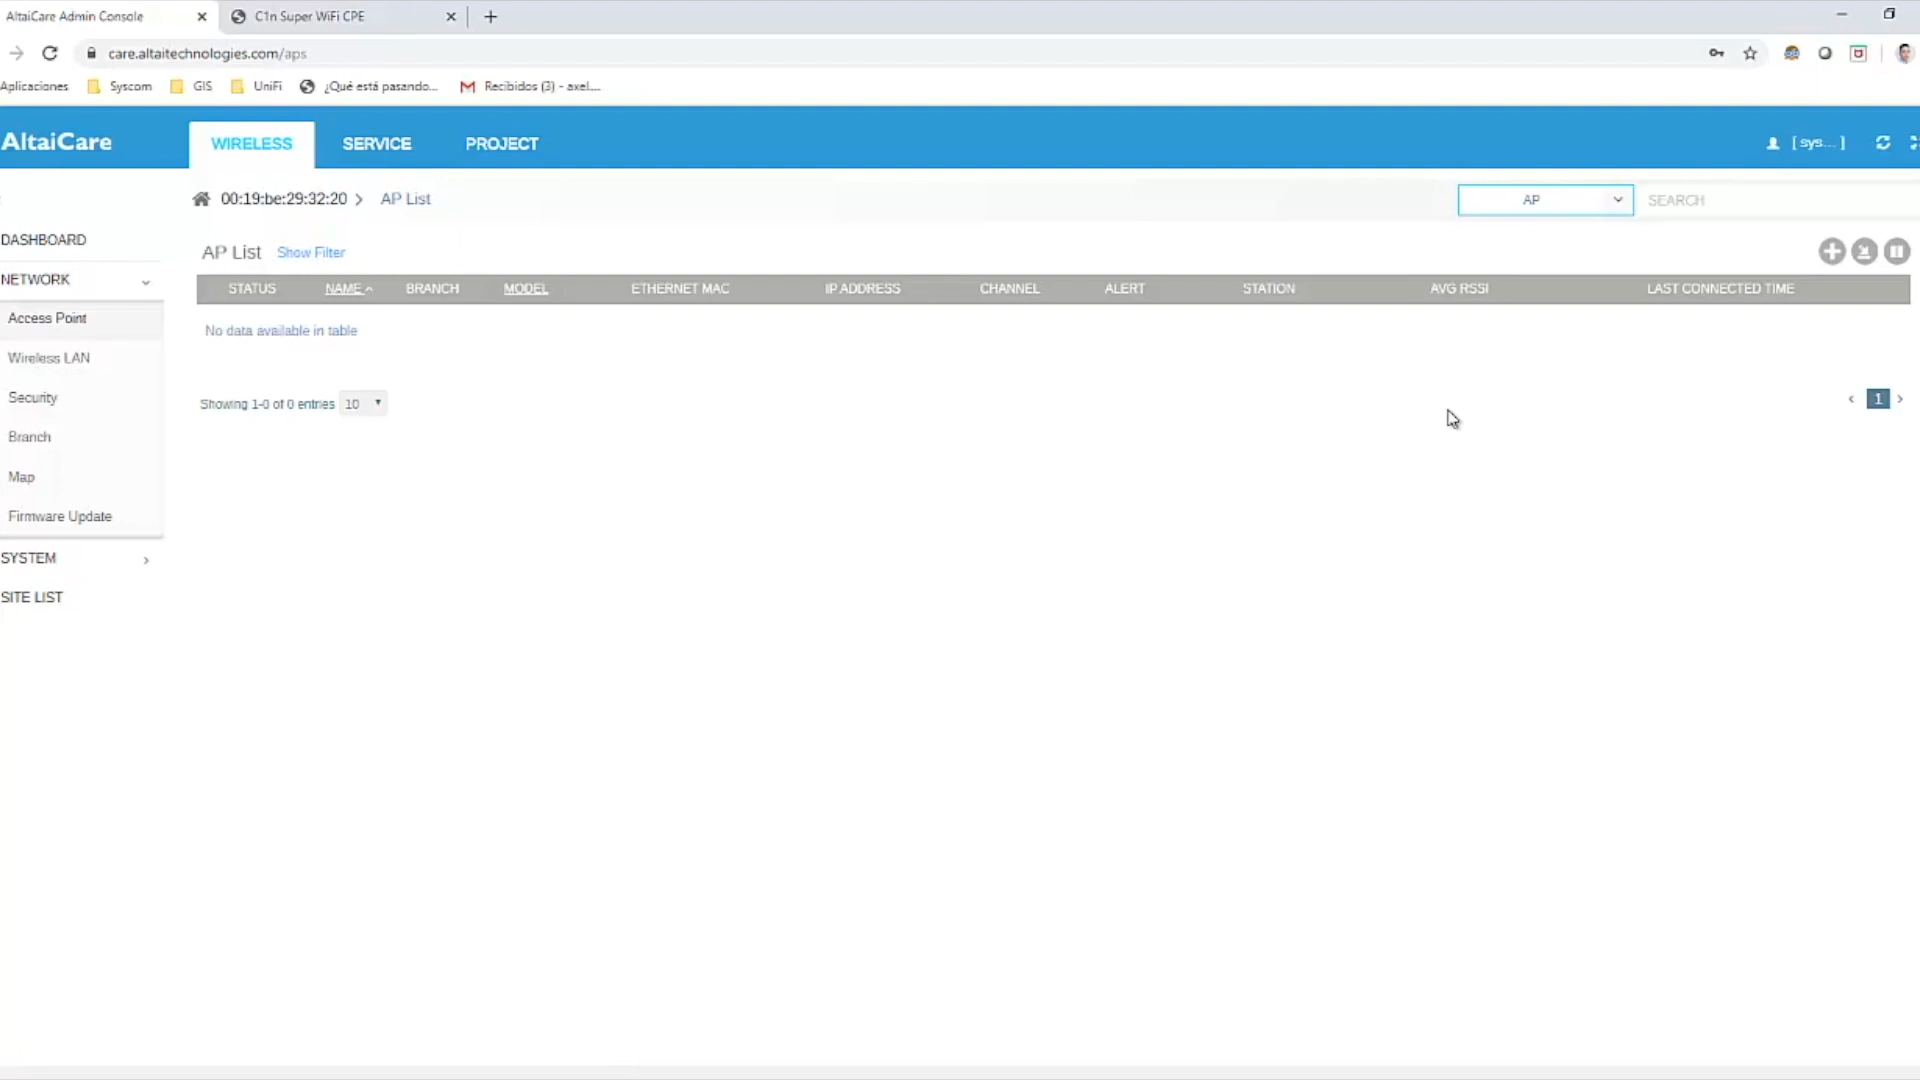 AltaiCare Admin Console
C1n Super WiFi CPE
care.altaitechnologies.com/aps
Aplicaciones Syscom GIS UniFi ¿Qué está pasando... Recibidos (3) - axel....
AltaiCare WIRELESS SERVICE PROJECT [ sys... ]
00:19:be:29:32:20 > AP List AP SEARCH
DASHBOARD
NETWORK
Access Point
Wireless LAN
Security
Branch
Map
Firmware Update
SYSTEM
SITE LIST
AP List Show Filter
STATUS NAME BRANCH MODEL ETHERNET MAC IP ADDRESS CHANNEL ALERT STATION AVG RSSI LAST CONNECTED TIME
No data available in table
Showing 1-0 of 0 entries 10
‹ 1 ›